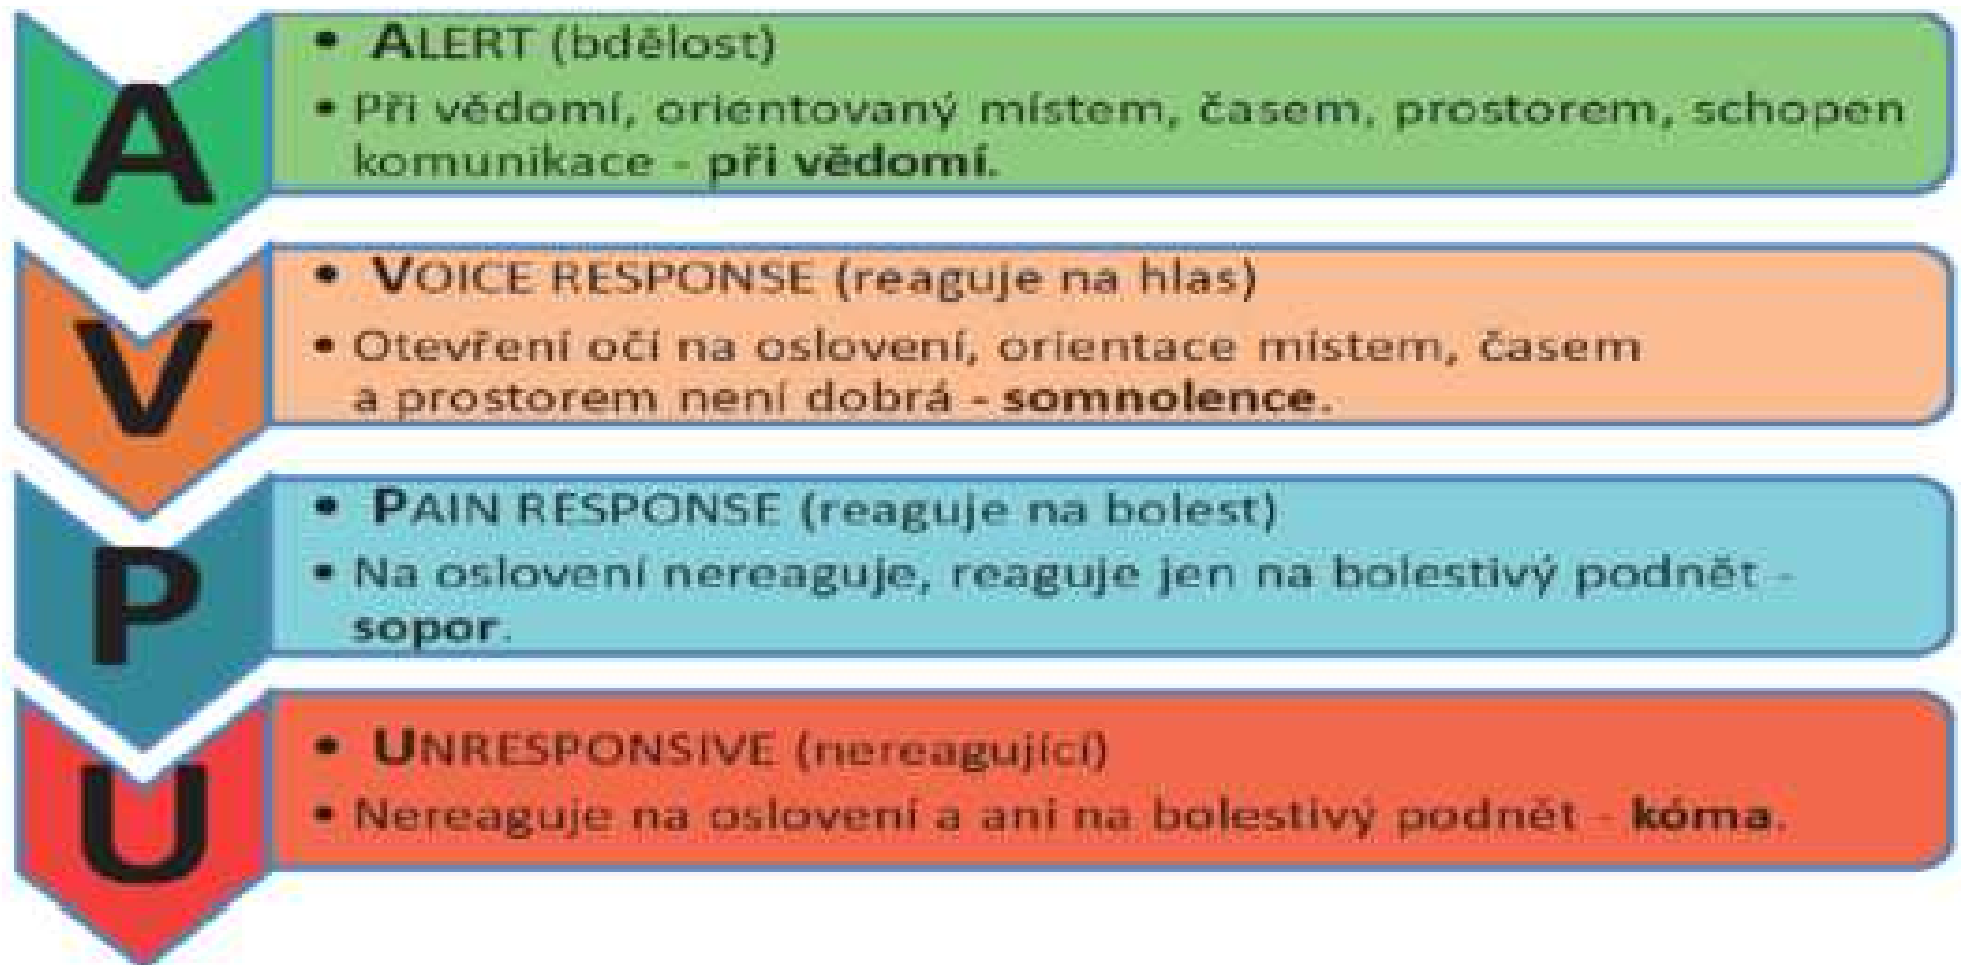 A
• ALERT (bdělost)
• Při vědomí, orientovaný místem, časem, prostorem, schopen
komunikace - při vědomí.
V
• VOICE RESPONSE (reaguje na hlas)
• Otevření očí na oslovení, orientace místem, časem
a prostorem není dobrá - somnolence.
P
• PAIN RESPONSE (reaguje na bolest)
• Na oslovení nereaguje, reaguje jen na bolestivý podnět -
sopor.
U
• UNRESPONSIVE (nereagující)
• Nereaguje na oslovení a ani na bolestivý podnět - kóma.